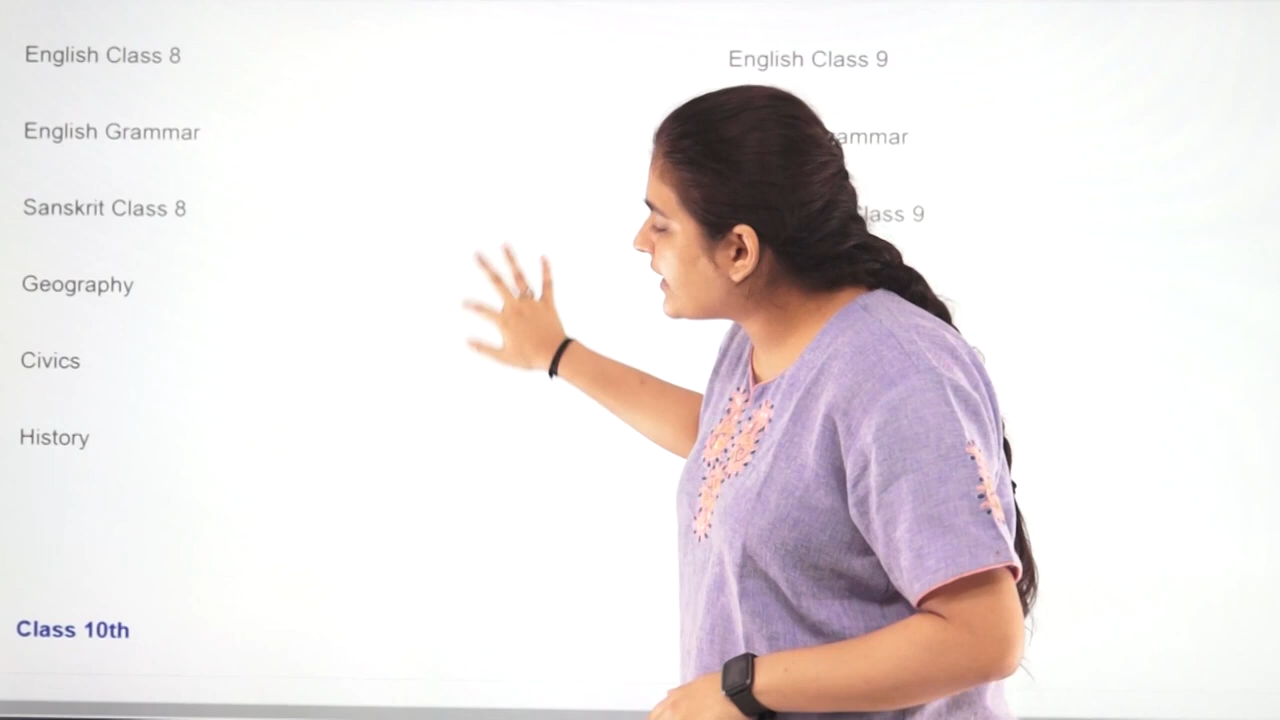 English Class 8
English Grammar
Sanskrit Class 8
Geography
Civics
History
Class 10th
English Class 9